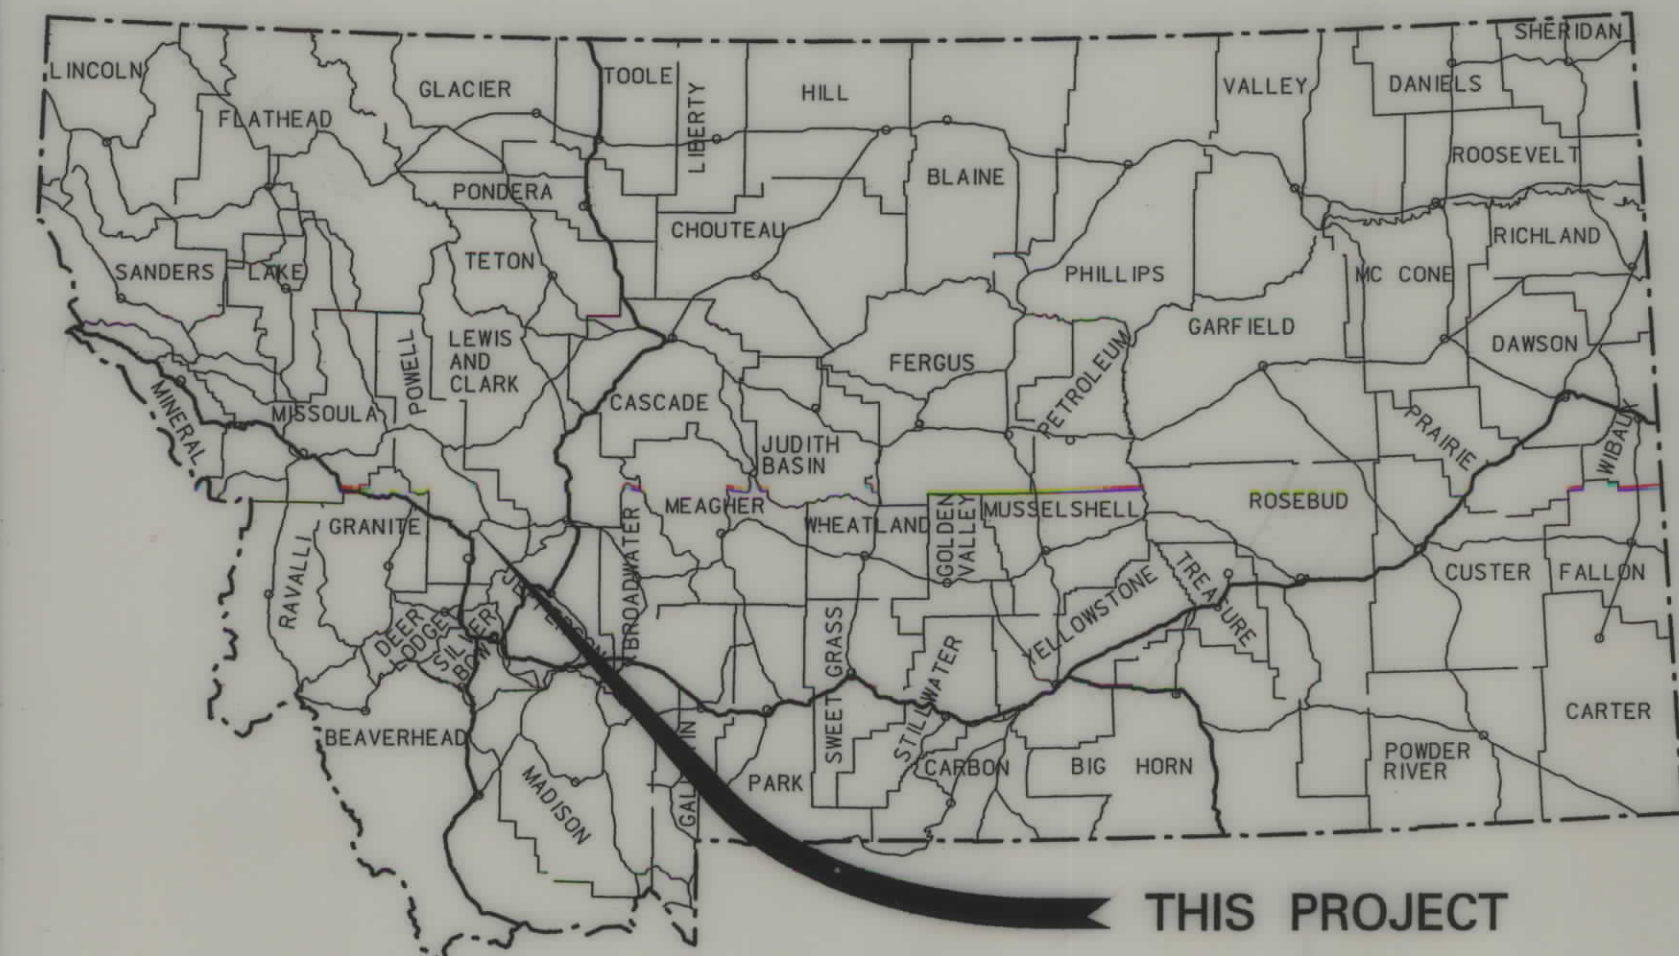 LINCOLN
FLATHEAD
GLACIER
TOOLE
LIBERTY
HILL
BLAINE
VALLEY
DANIELS
SHERIDAN
ROOSEVELT
PONDERA
CHOUTEAU
PHILLIPS
RICHLAND
MC CONE
SANDERS
LAKE
TETON
LEWIS
AND
CLARK
POWELL
CASCADE
FERGUS
PETROLEUM
GARFIELD
DAWSON
WIBAUX
PRAIRIE
MINERAL
MISSOULA
JUDITH
BASIN
GRANITE
MEAGHER
WHEATLAND
GOLDEN
VALLEY
MUSSELSHELL
ROSEBUD
RAVALLI
BROADWATER
TREASURE
CUSTER
FALLON
DEER
LODGE
SILVER
BOW
JEFFERSON
SWEET GRASS
STILLWATER
YELLOWSTONE
BEAVERHEAD
MADISON
GALLATIN
PARK
CARBON
BIG HORN
POWDER
RIVER
CARTER
THIS PROJECT